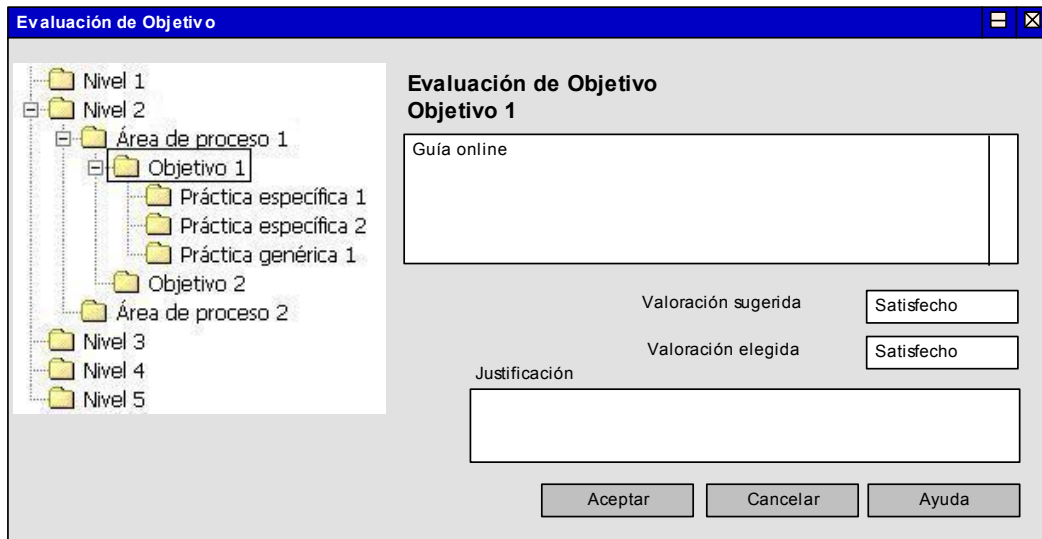 Evaluación de Objetivo
Nivel 1
Nivel 2
Área de proceso 1
Objetivo 1
Práctica específica 1
Práctica específica 2
Práctica genérica 1
Objetivo 2
Área de proceso 2
Nivel 3
Nivel 4
Nivel 5
Evaluación de Objetivo
Objetivo 1
Guía online
Valoración sugerida
Satisfecho
Valoración elegida
Satisfecho
Justificación
Aceptar
Cancelar
Ayuda